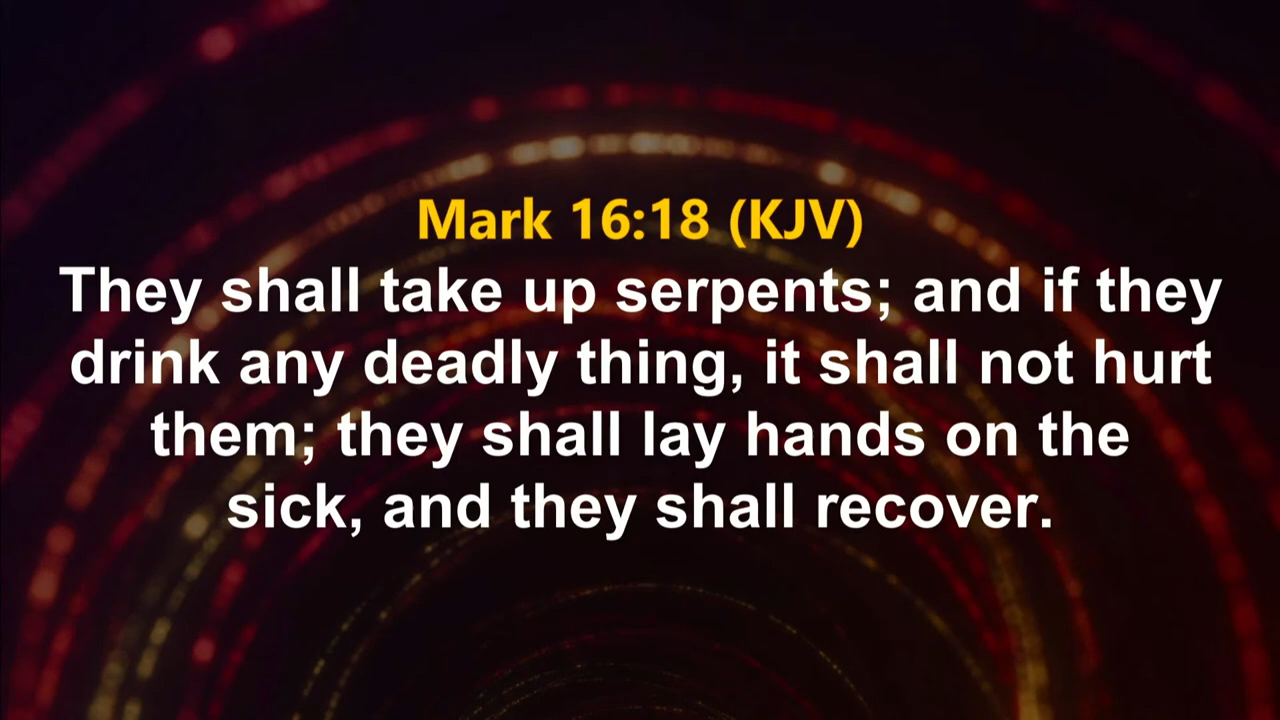 Mark 16:18 (KJV)
They shall take up serpents; and if they
drink any deadly thing, it shall not hurt
them; they shall lay hands on the
sick, and they shall recover.